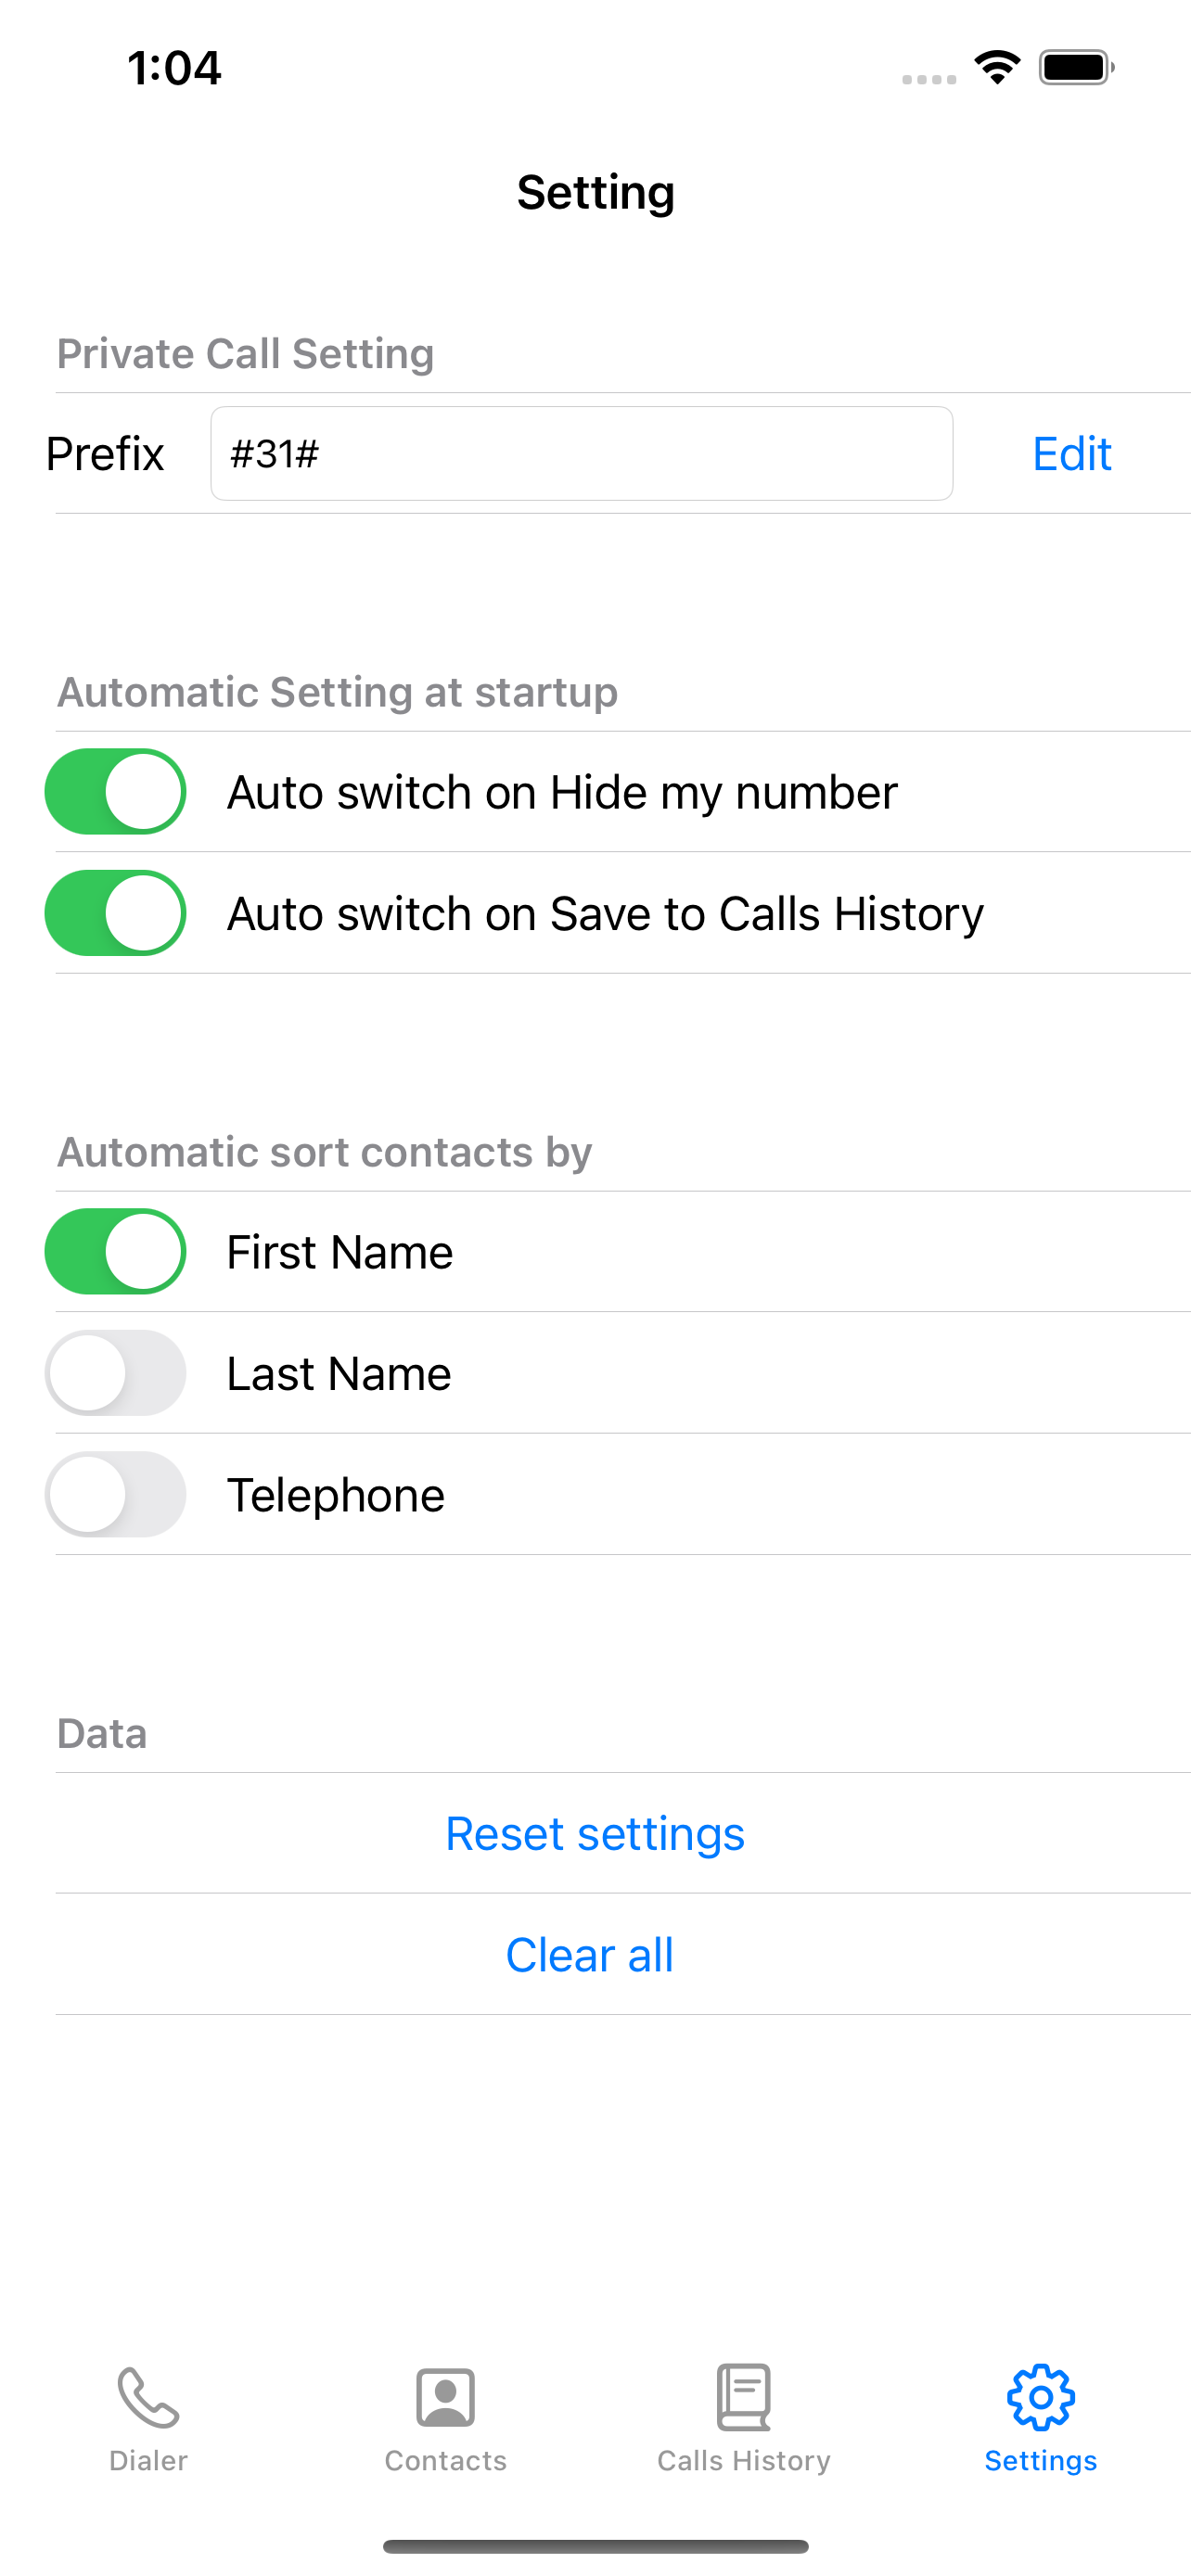 1:04
Setting
Private Call Setting
Prefix #31# Edit
Automatic Setting at startup
Auto switch on Hide my number
Auto switch on Save to Calls History
Automatic sort contacts by
First Name
Last Name
Telephone
Data
Reset settings
Clear all
Dialer Contacts Calls History Settings